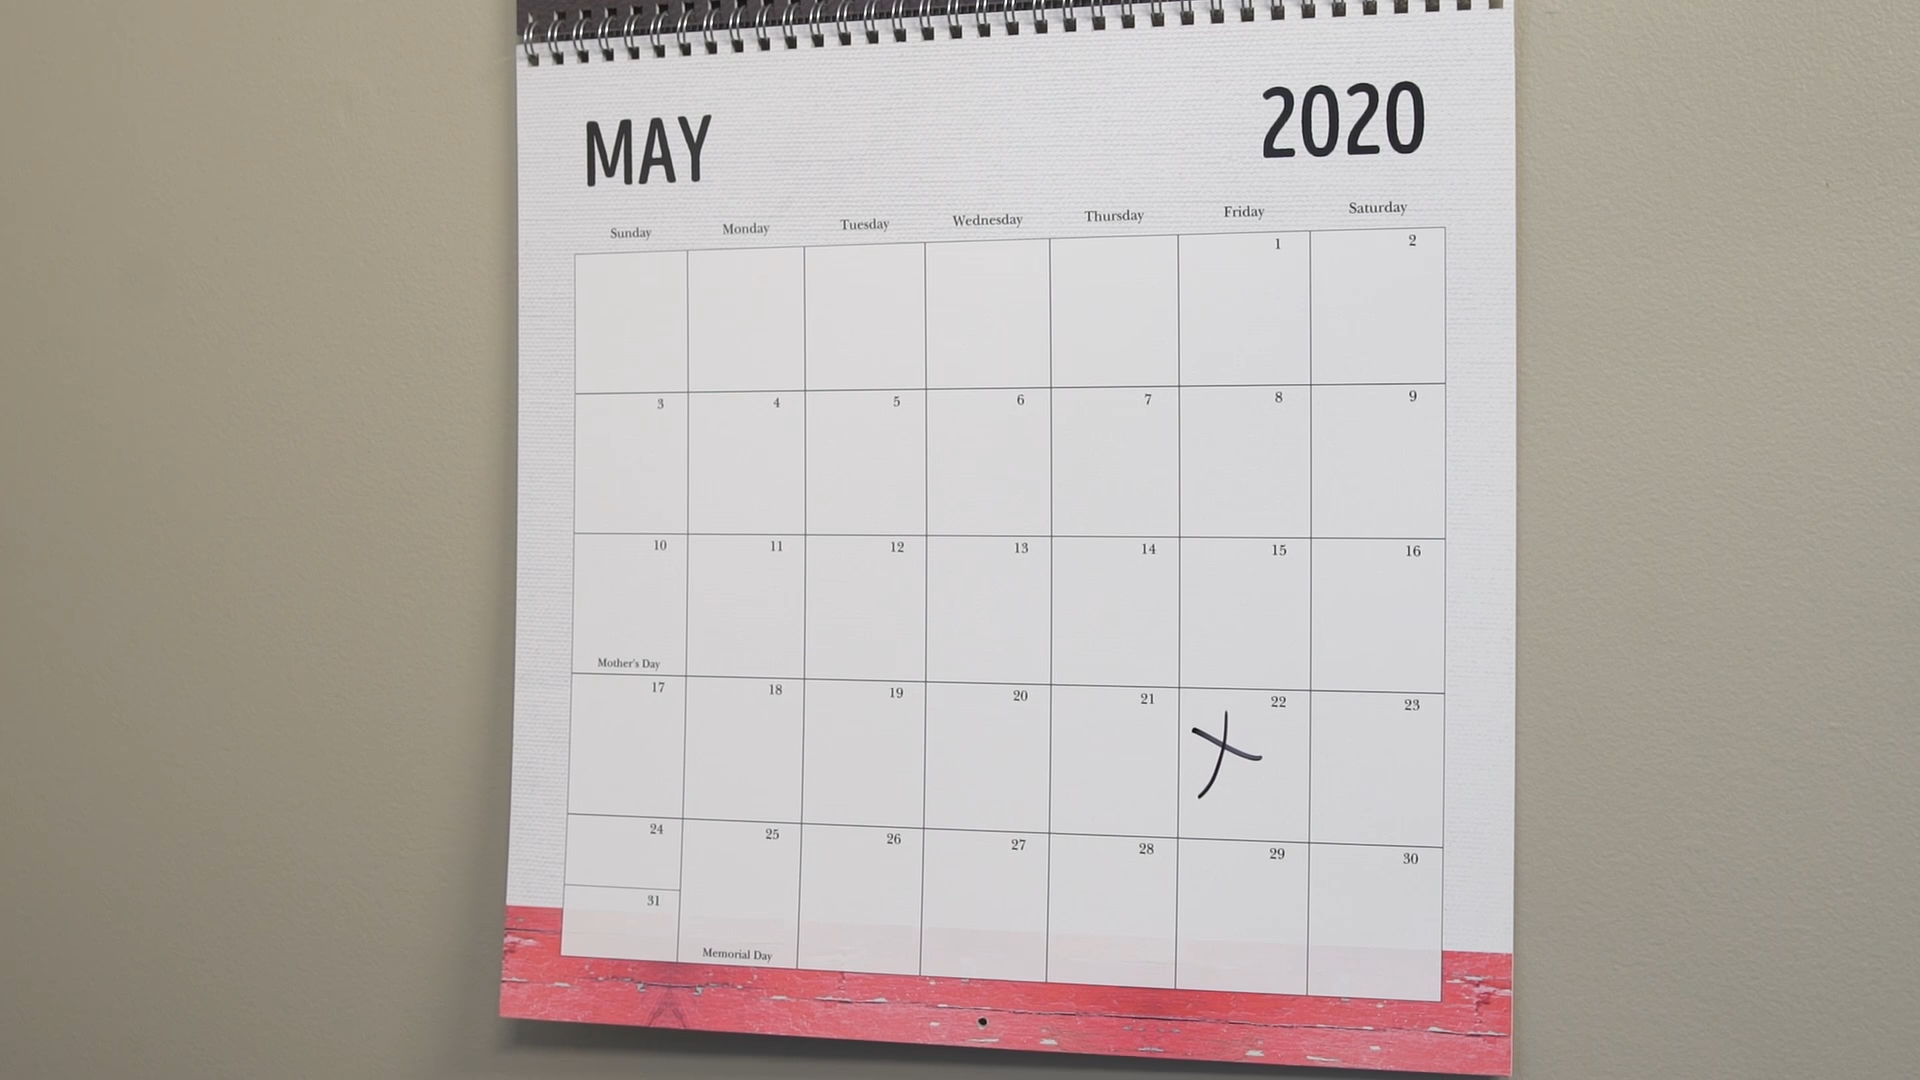 MAY 2020
Sunday Monday Tuesday Wednesday Thursday Friday Saturday
1 2
3 4 5 6 7 8 9
10 11 12 13 14 15 16
Mother's Day
17 18 19 20 21 22 23
X
24 25 26 27 28 29 30
31
Memorial Day